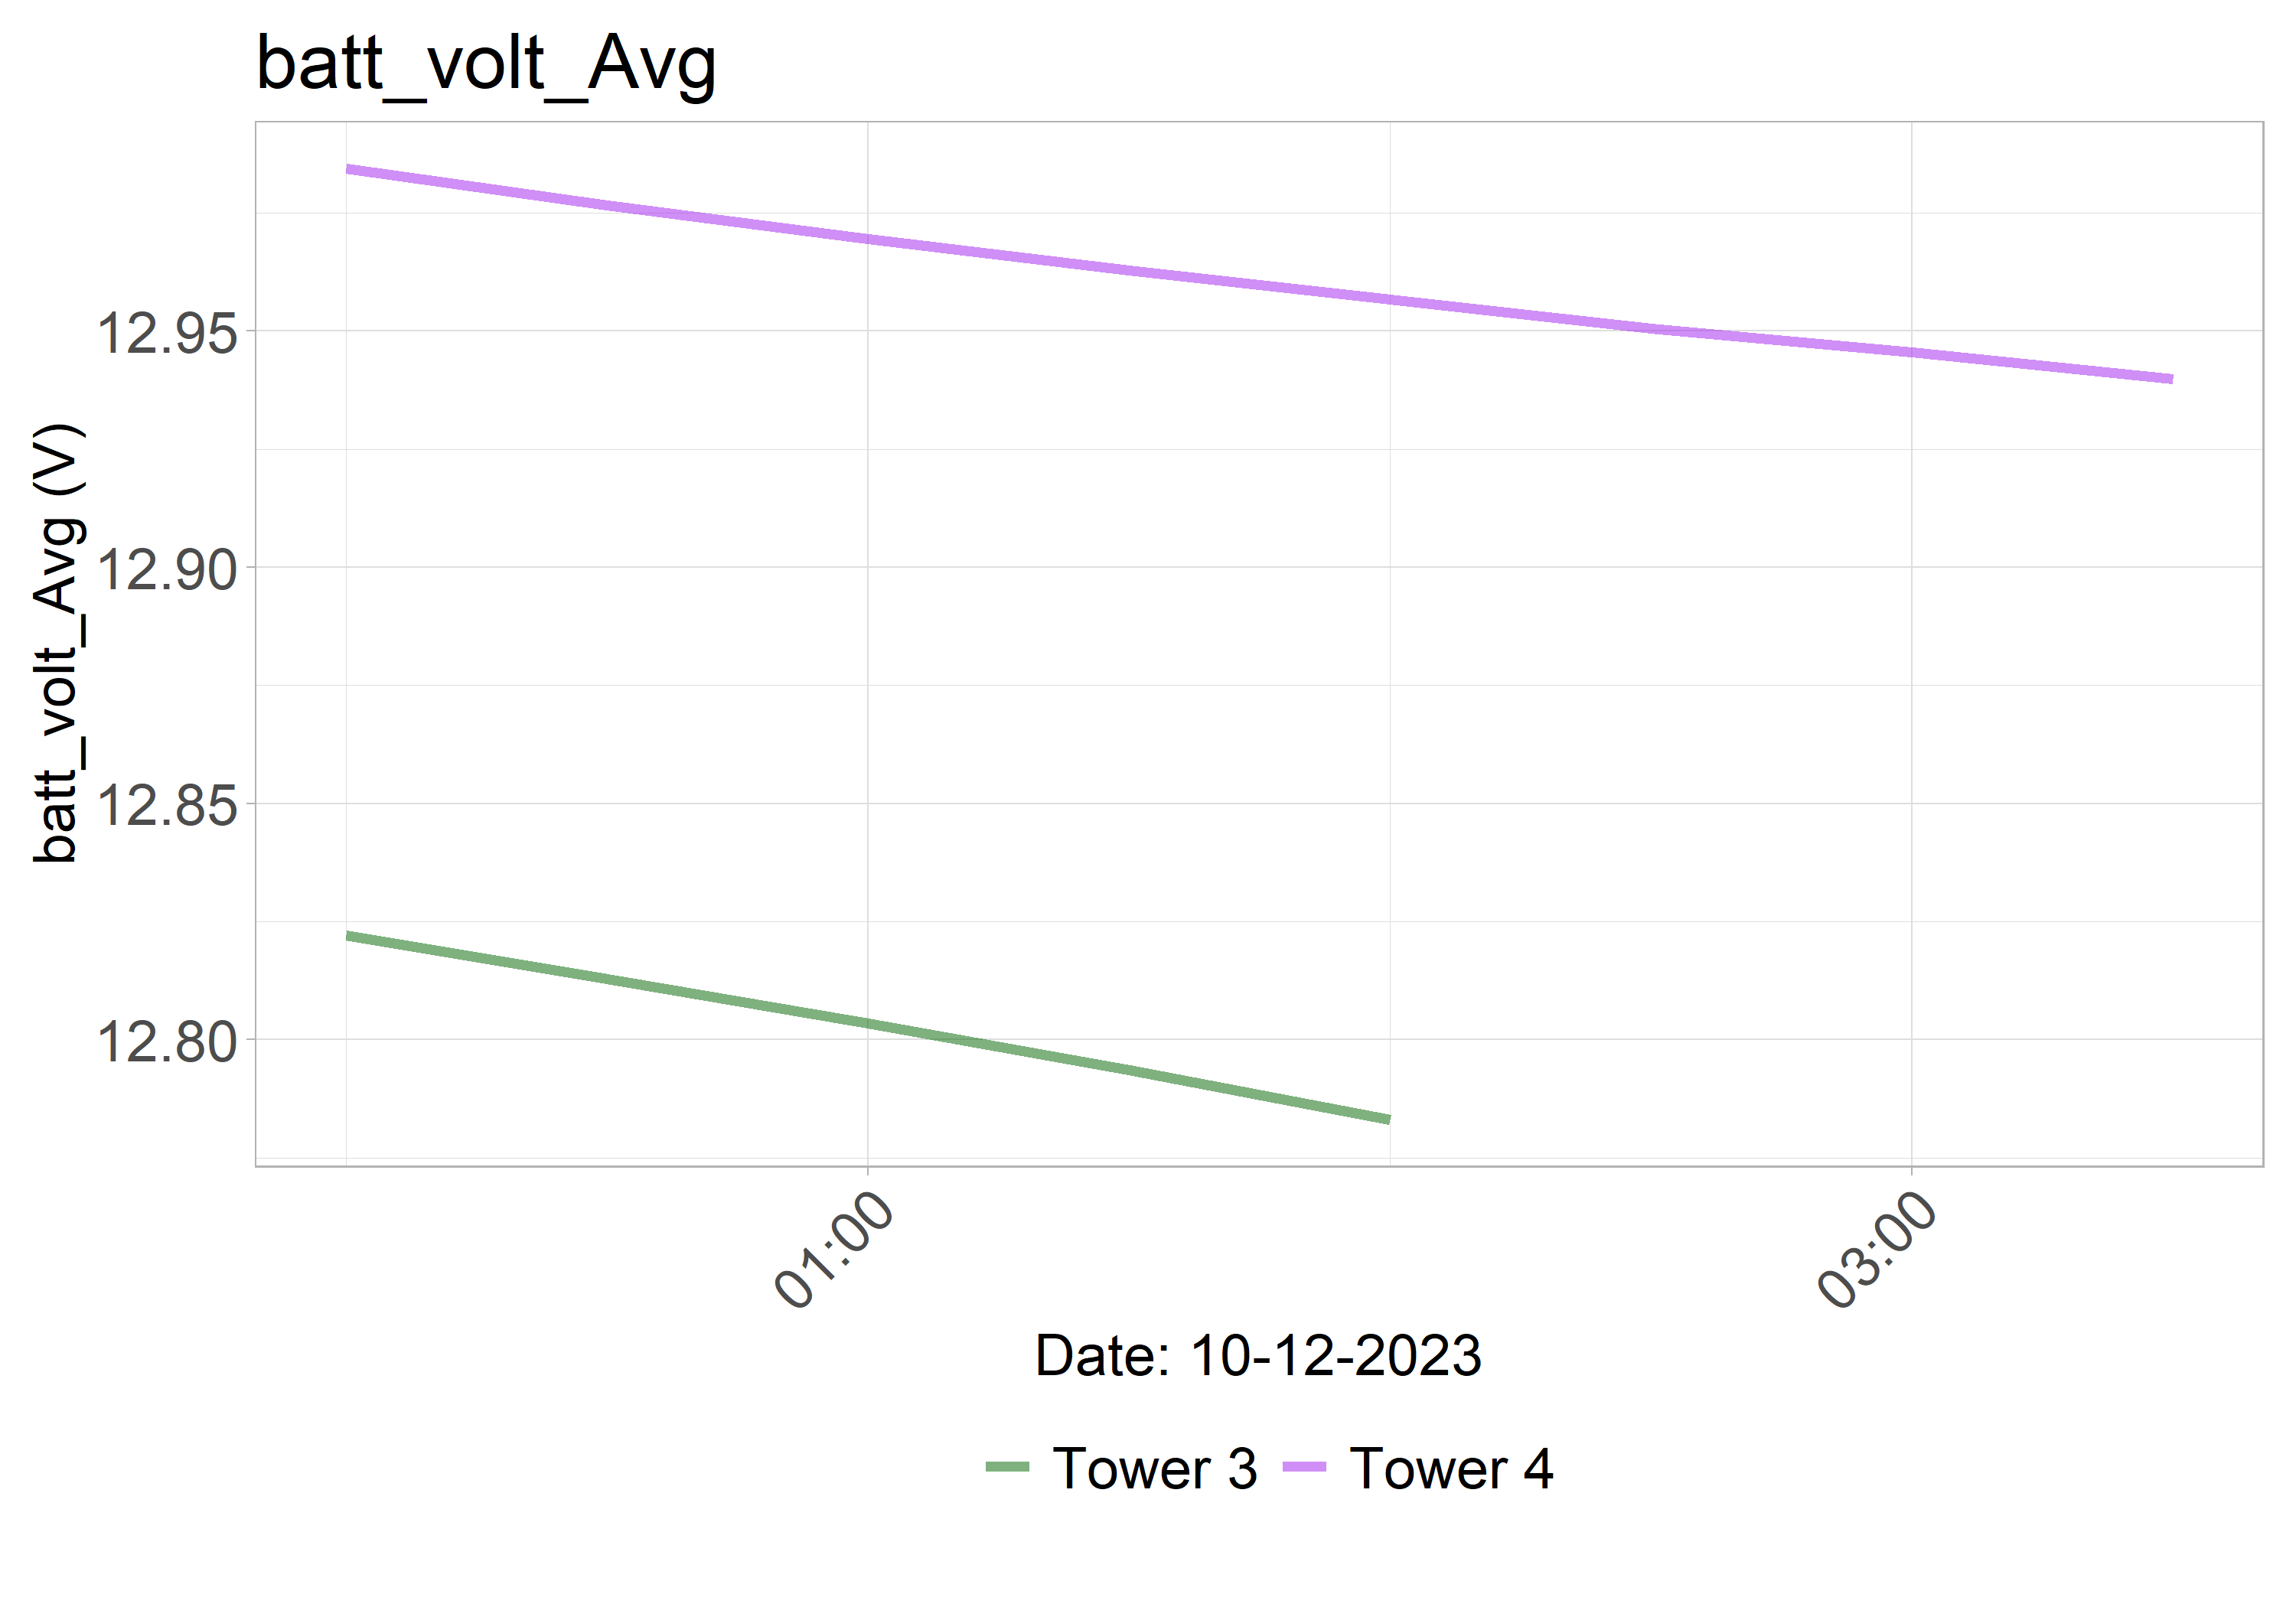 batt_volt_Avg
batt_volt_Avg (V)
12.95
12.90
12.85
12.80
01:00
03:00
Date: 10-12-2023
Tower 3
Tower 4